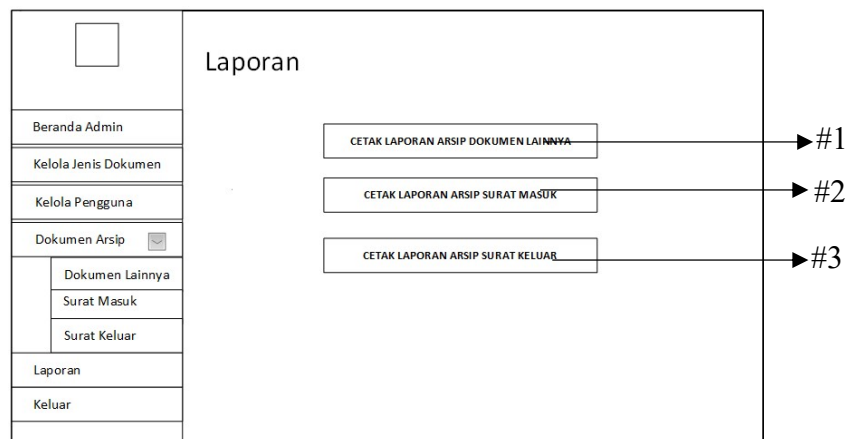 Laporan
Beranda Admin
Kelola Jenis Dokumen
Kelola Pengguna
Dokumen Arsip
Dokumen Lainnya
Surat Masuk
Surat Keluar
Laporan
Keluar
CETAK LAPORAN ARSIP DOKUMEN LAINNYA
#1
CETAK LAPORAN ARSIP SURAT MASUK
#2
CETAK LAPORAN ARSIP SURAT KELUAR
#3